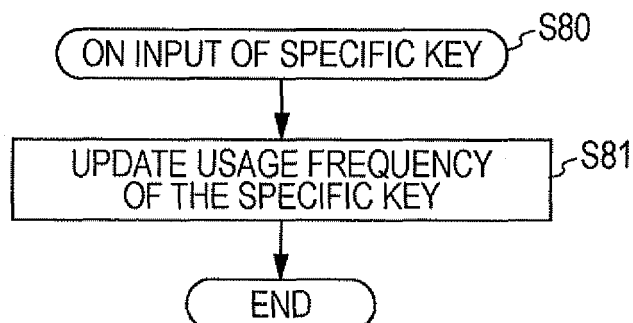 ON INPUT OF SPECIFIC KEY
S80
UPDATE USAGE FREQUENCY
OF THE SPECIFIC KEY
S81
END